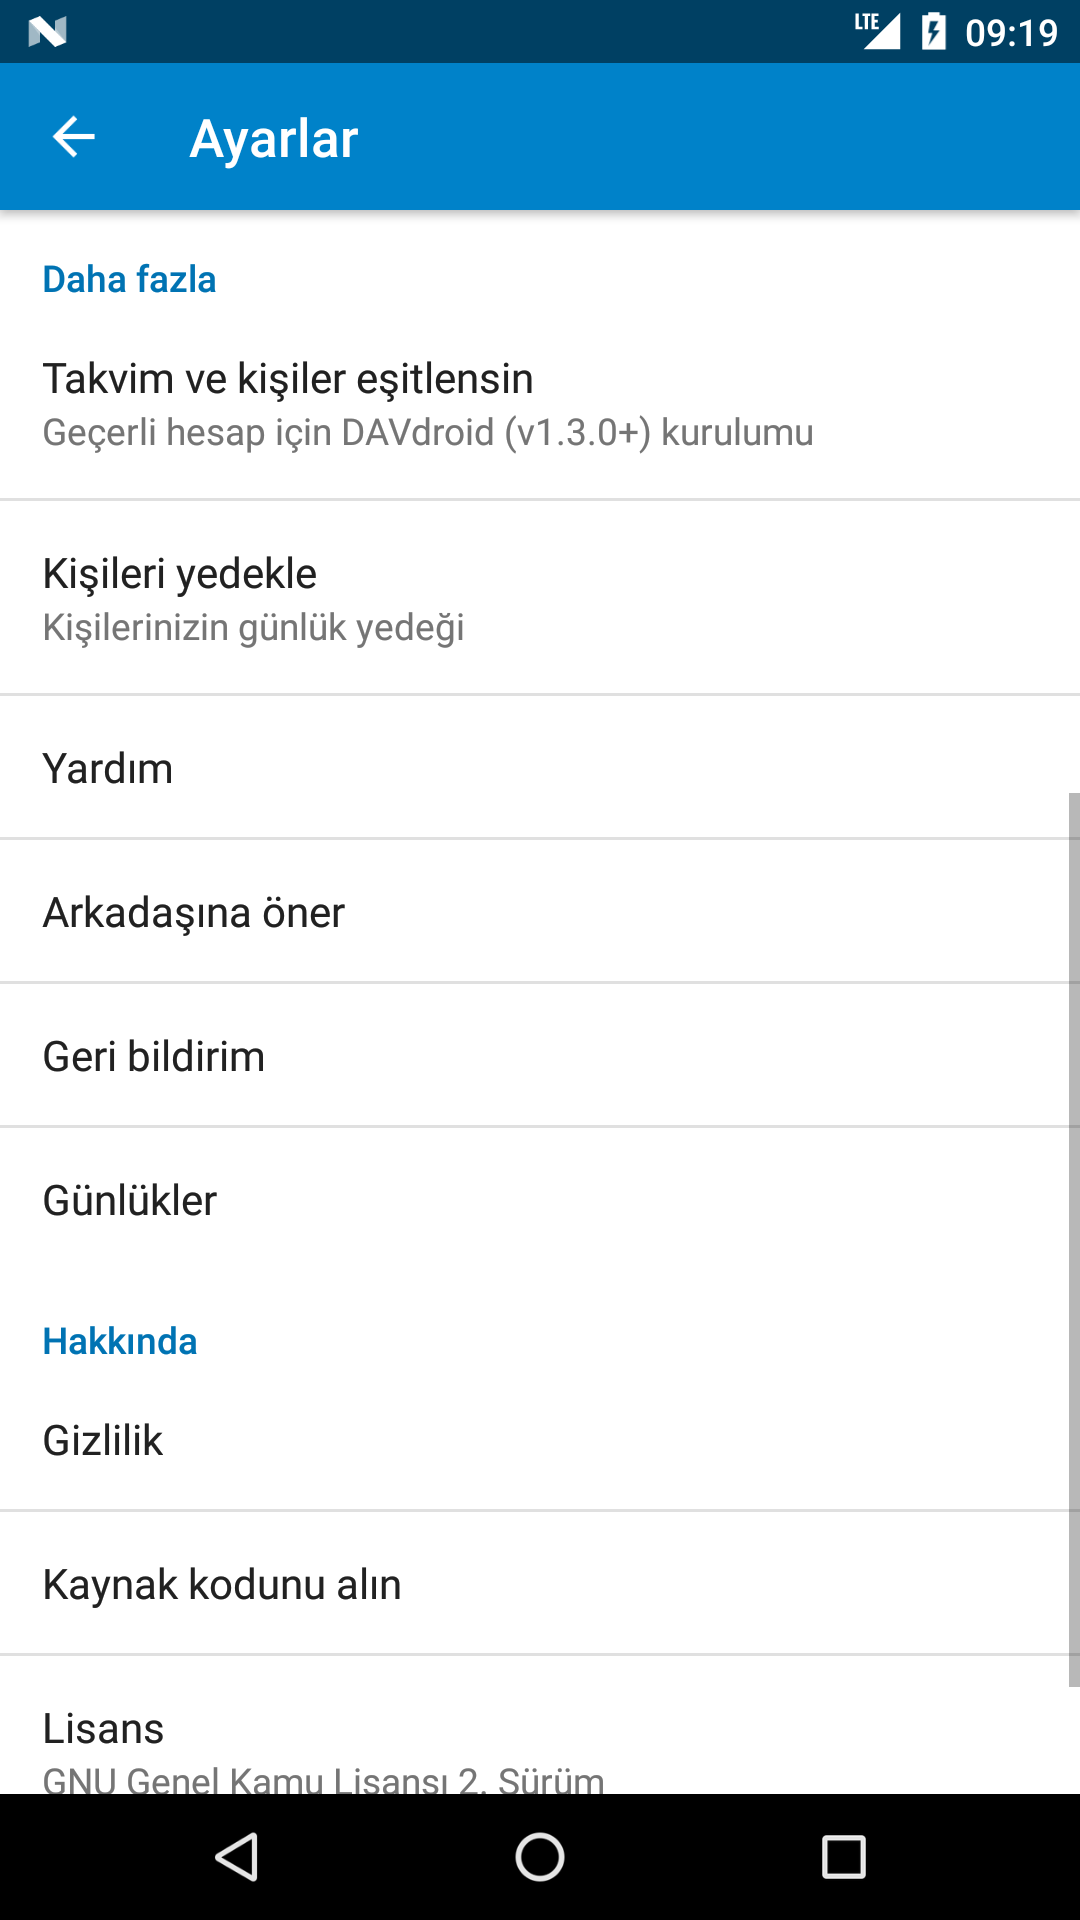 LTE 09:19
Ayarlar
Daha fazla
Takvim ve kişiler eşitlensin
Geçerli hesap için DAVdroid (v1.3.0+) kurulumu
Kişileri yedekle
Kişilerinizin günlük yedeği
Yardım
Arkadaşına öner
Geri bildirim
Günlükler
Hakkında
Gizlilik
Kaynak kodunu alın
Lisans
GNU Genel Kamu Lisansı 2. Sürüm